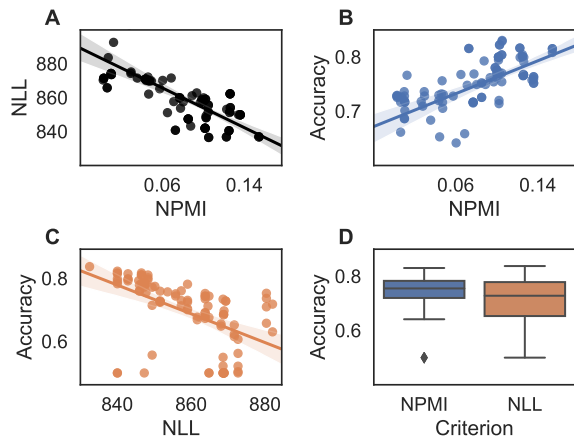 A
NLL
880
860
840
0.06
0.14
NPMI
B
Accuracy
0.8
0.7
0.06
0.14
NPMI
C
Accuracy
0.8
0.6
840
860
880
NLL
D
Accuracy
0.8
0.6
NPMI
NLL
Criterion